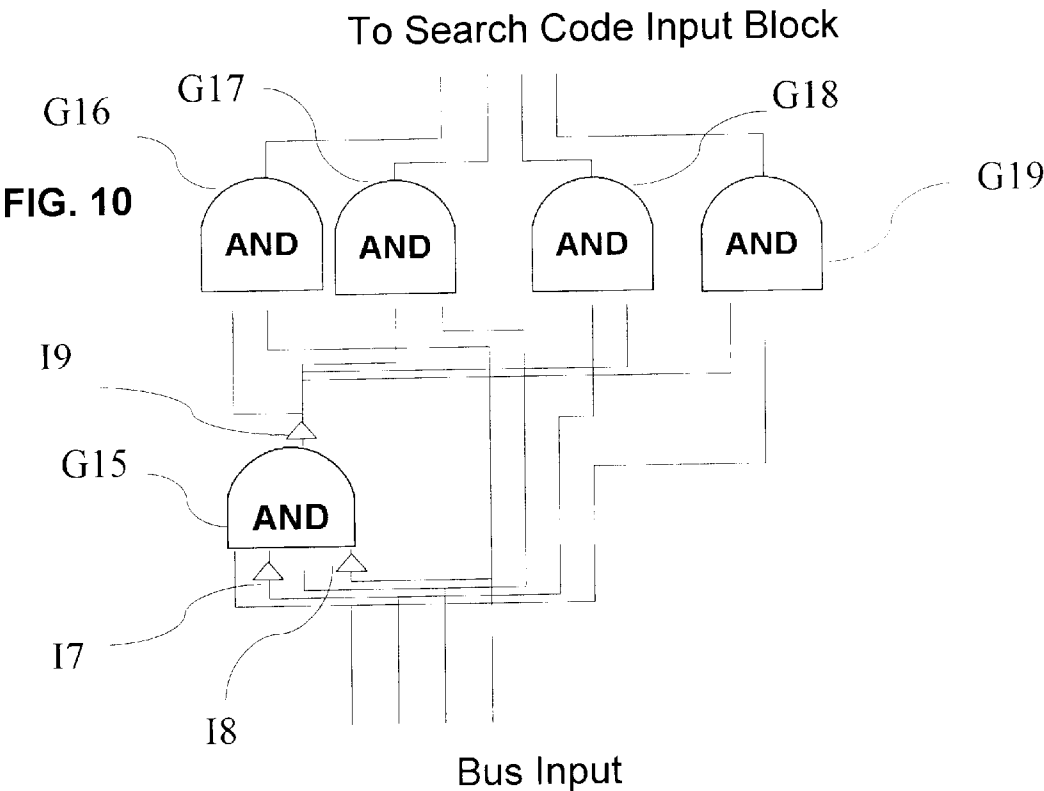 To Search Code Input Block
G16
G17
G18
G19
FIG. 10
AND
AND
AND
AND
I9
G15
AND
I7
I8
Bus Input